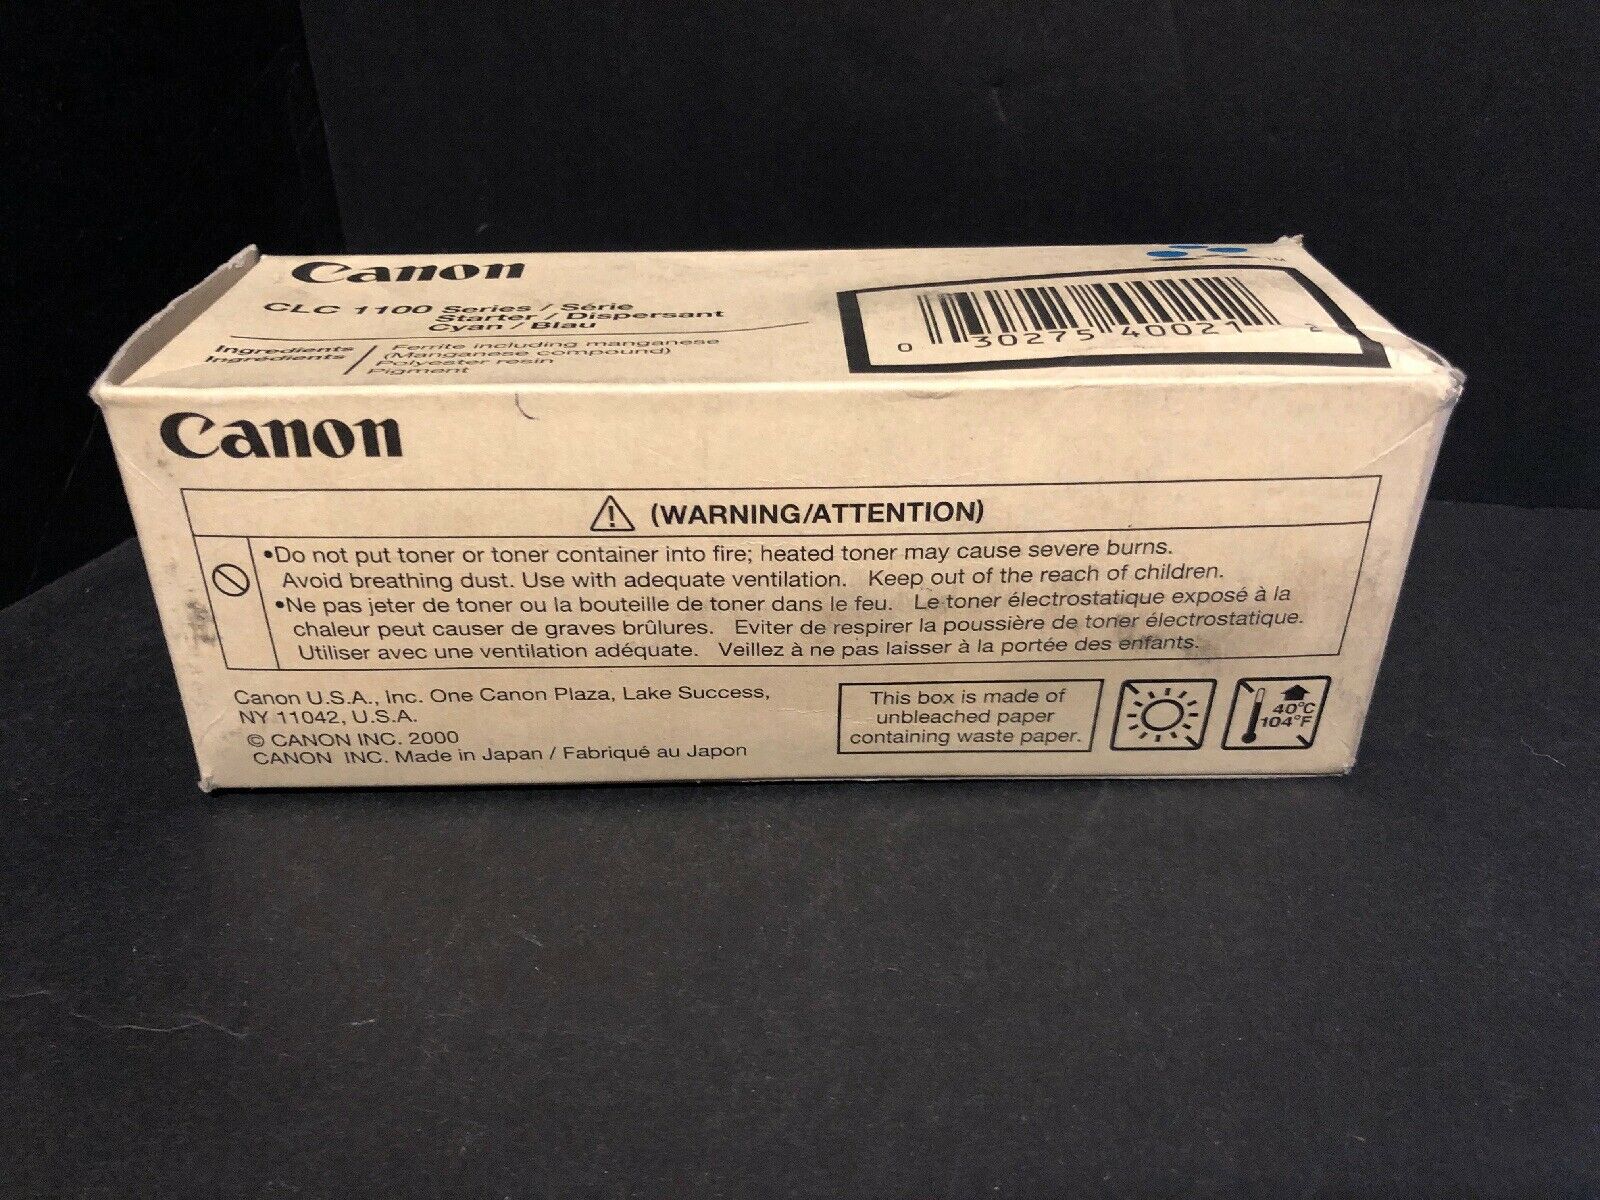 Canon
CLC 1100 Series / Série
Starter / Dispersant
Cyan / Blau
Ingredients
Ingrédients
Ferrite including manganese
(Manganese compound)
Polyester resin
Pigment
0 30275 40021 2
TM
Canon
(WARNING/ATTENTION)
•Do not put toner or toner container into fire; heated toner may cause severe burns.
Avoid breathing dust. Use with adequate ventilation. Keep out of the reach of children.
•Ne pas jeter de toner ou la bouteille de toner dans le feu. Le toner électrostatique exposé à la
chaleur peut causer de graves brûlures. Eviter de respirer la poussière de toner électrostatique.
Utiliser avec une ventilation adéquate. Veillez à ne pas laisser à la portée des enfants.
Canon U.S.A., Inc. One Canon Plaza, Lake Success,
NY 11042, U.S.A.
© CANON INC. 2000
CANON INC. Made in Japan / Fabriqué au Japon
This box is made of
unbleached paper
containing waste paper.
40°C
104°F